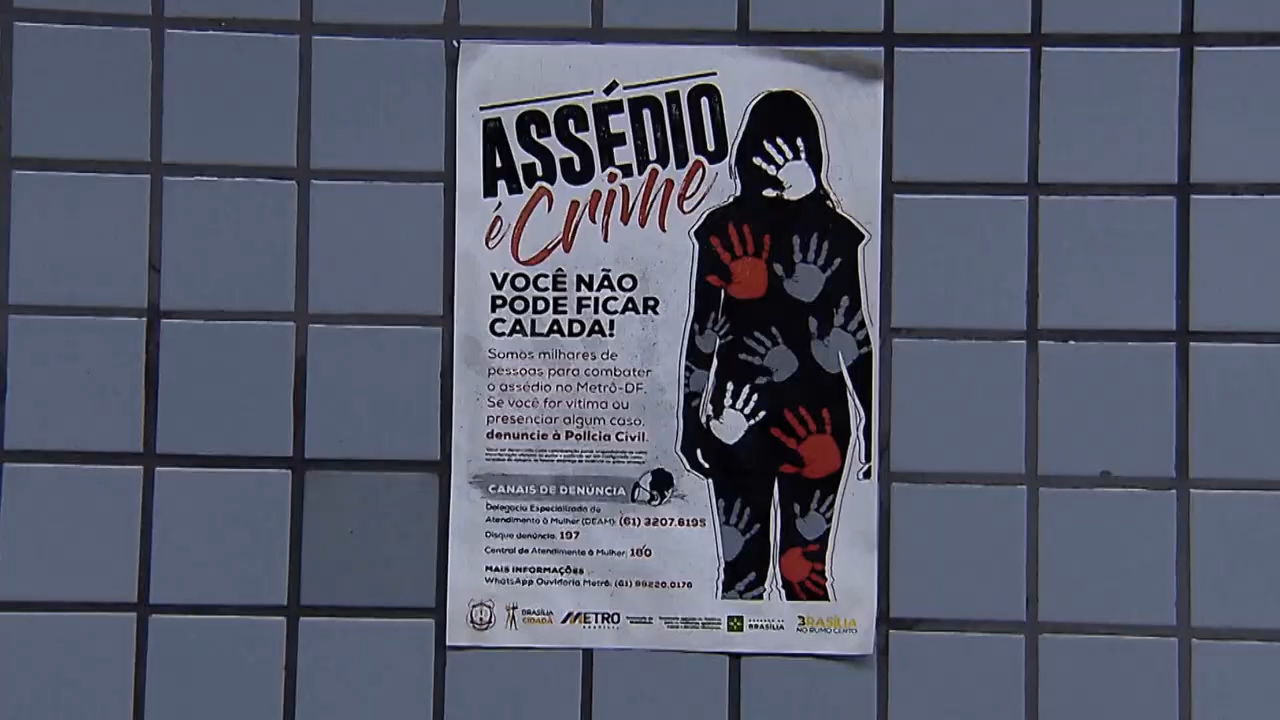 ASSÉDIO
é Crime
VOCÊ NÃO
PODE FICAR
CALADA!
Somos milhares de
pessoas para combater
o assédio no Metrô-DF.
Se você for vítima ou
presenciar algum caso,
denuncie à Polícia Civil.
CANAIS DE DENÚNCIA
Delegacia Especializada de
Atendimento à Mulher (DEAM): (61) 3207.6195
Disque denúncia: 197
Central de Atendimento à Mulher: 180
MAIS INFORMAÇÕES
WhatsApp Ouvidoria Metrô: (61) 99220.0176
BRASÍLIA
CIDADÃ
METRO
BRASÍLIA
BRASÍLIA
NO RUMO CERTO